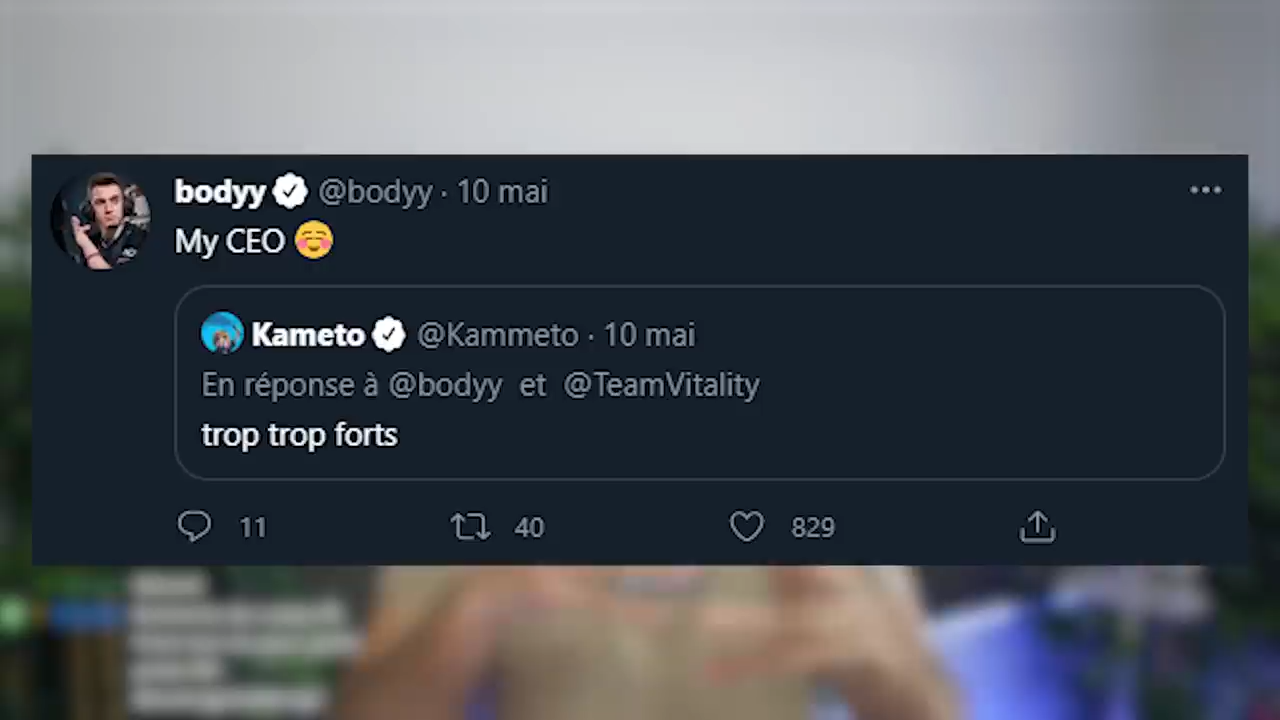 bodyy @bodyy · 10 mai
My CEO ☺️
Kameto @Kammeto · 10 mai
En réponse à @bodyy et @TeamVitality
trop trop forts
11 40 829